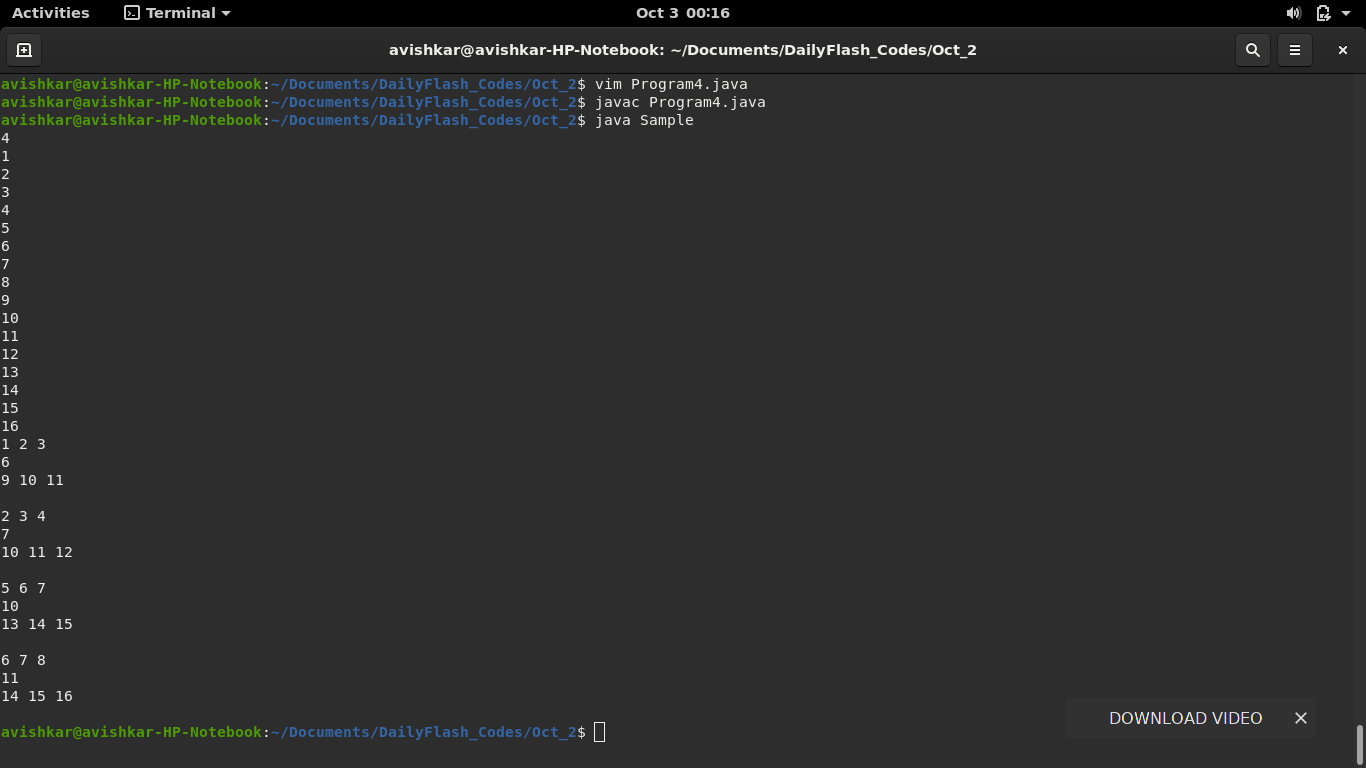 Activities Terminal Oct 3 00:16
avishkar@avishkar-HP-Notebook: ~/Documents/DailyFlash_Codes/Oct_2
avishkar@avishkar-HP-Notebook:~/Documents/DailyFlash_Codes/Oct_2$ vim Program4.java
avishkar@avishkar-HP-Notebook:~/Documents/DailyFlash_Codes/Oct_2$ javac Program4.java
avishkar@avishkar-HP-Notebook:~/Documents/DailyFlash_Codes/Oct_2$ java Sample
4
1
2
3
4
5
6
7
8
9
10
11
12
13
14
15
16
1 2 3
6
9 10 11

2 3 4
7
10 11 12

5 6 7
10
13 14 15

6 7 8
11
14 15 16

DOWNLOAD VIDEO
avishkar@avishkar-HP-Notebook:~/Documents/DailyFlash_Codes/Oct_2$